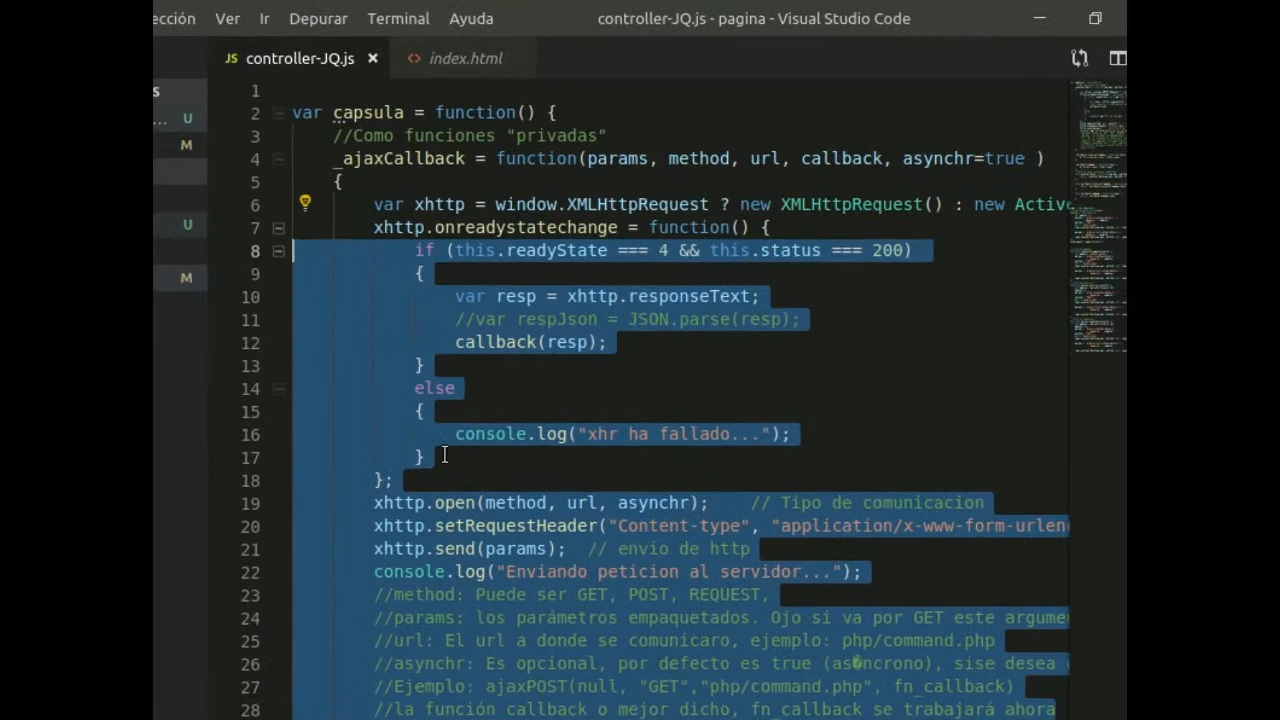 ección Ver Ir Depurar Terminal Ayuda controller-JQ.js - pagina - Visual Studio Code
JS controller-JQ.js × <> index.html
S
... U
M
U
M
1
2 var capsula = function() {
3 //Como funciones "privadas"
4 _ajaxCallback = function(params, method, url, callback, asynchr=true )
5 {
6 var xhttp = window.XMLHttpRequest ? new XMLHttpRequest() : new Active
7 xhttp.onreadystatechange = function() {
8 if (this.readyState === 4 && this.status === 200)
9 {
10 var resp = xhttp.responseText;
11 //var respJson = JSON.parse(resp);
12 callback(resp);
13 }
14 else
15 {
16 console.log("xhr ha fallado...");
17 }
18 };
19 xhttp.open(method, url, asynchr); // Tipo de comunicacion
20 xhttp.setRequestHeader("Content-type", "application/x-www-form-urlenc
21 xhttp.send(params); // envio de http
22 console.log("Enviando peticion al servidor...");
23 //method: Puede ser GET, POST, REQUEST,
24 //params: los parámetros empaquetados. Ojo si va por GET este argumen
25 //url: El url a donde se comunicaro, ejemplo: php/command.php
26 //asynchr: Es opcional, por defecto es true (as�ncrono), sise desea
27 //Ejemplo: ajaxPOST(null, "GET","php/command.php", fn_callback)
28 //la función callback o mejor dicho, fn_callback se trabajará ahora